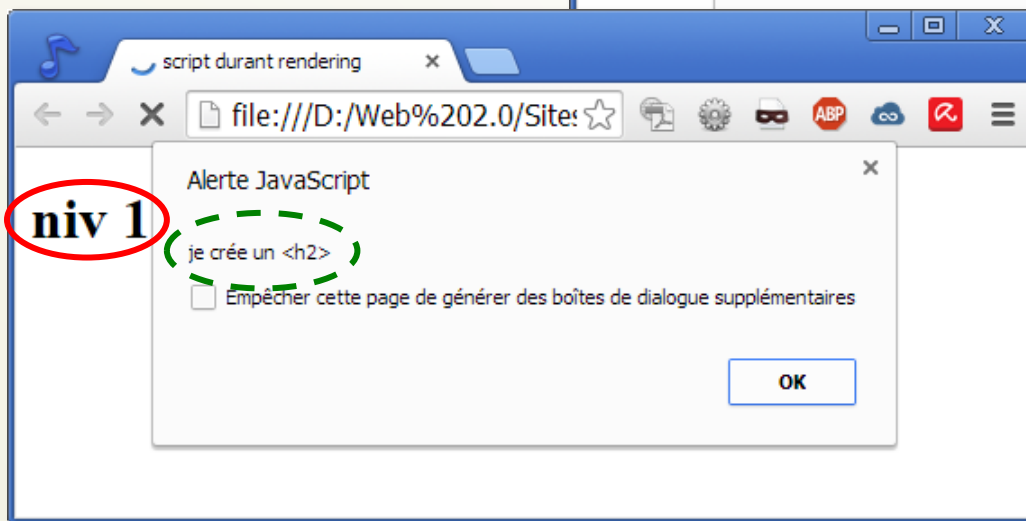 script durant rendering
file:///D:/Web%202.0/Site
ABP
Alerte JavaScript
niv 1
je crée un <h2>
Empêcher cette page de générer des boîtes de dialogue supplémentaires
OK